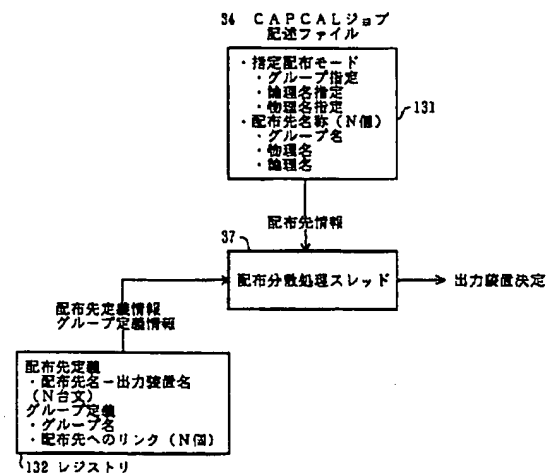 34 CAPCALジョブ
記述ファイル
・指定配布モード
・グループ指定
・論理名指定
・物理名指定
・配布先名称(N個)
・グループ名
・物理名
・論理名
131
配布先情報
37
配布分散処理スレッド
出力装置決定
配布先定義情報
グループ定義情報
配布先定義
・配布先名-出力装置名
(N台文)
グループ定義
・グループ名
・配布先へのリンク(N個)
132 レジストリ